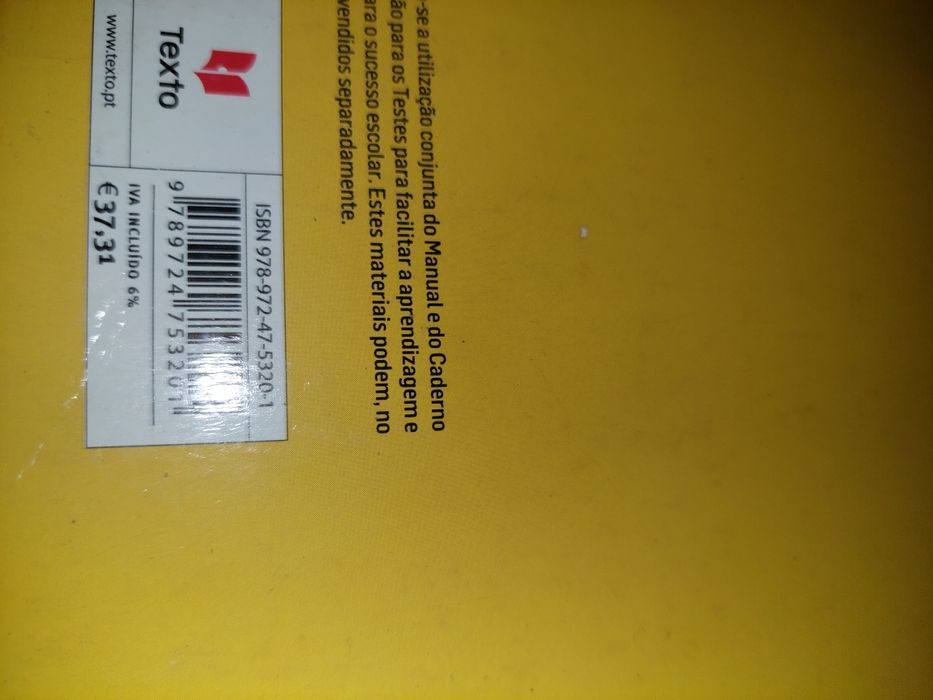 -se a utilização conjunta do Manual e do Caderno
ão para os Testes para facilitar a aprendizagem e
ara o sucesso escolar. Estes materiais podem, no
vendidos separadamente.
Texto
www.texto.pt
ISBN 978-972-47-5320-1
9 789724 753201
IVA INCLUÍDO 6%
€37,31